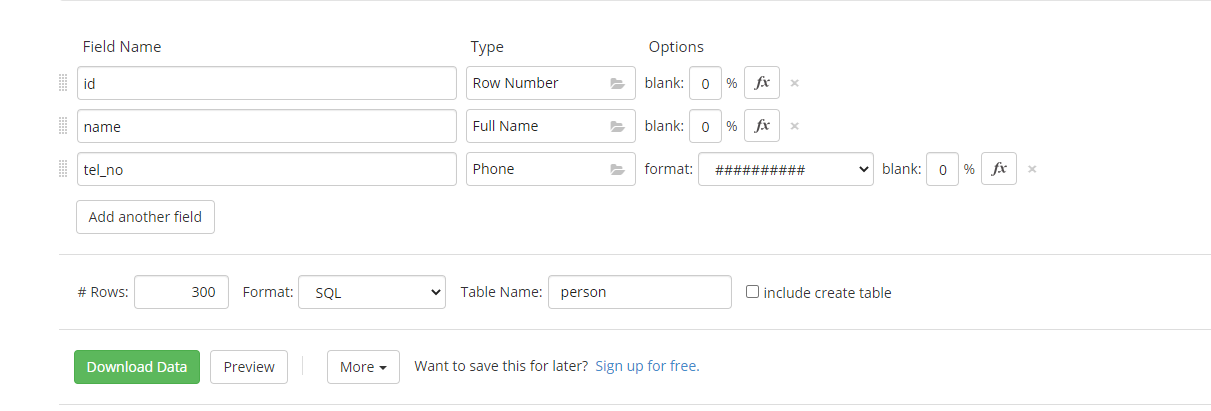 Field Name Type Options
id Row Number blank: 0 % fx ×
name Full Name blank: 0 % fx ×
tel_no Phone format: ########## blank: 0 % fx ×
Add another field
# Rows: 300 Format: SQL Table Name: person include create table
Download Data Preview More Want to save this for later? Sign up for free.